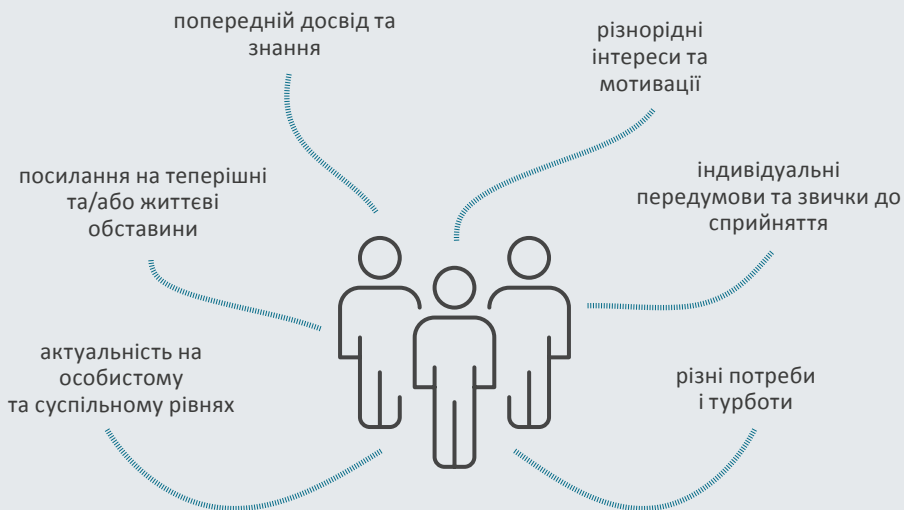 попередній досвід та
знання
різнорідні
інтереси та
мотивації
посилання на теперішні
та/або життєві
обставини
індивідуальні
передумови та звички до
сприйняття
актуальність на
особистому
та суспільному рівнях
різні потреби
і турботи